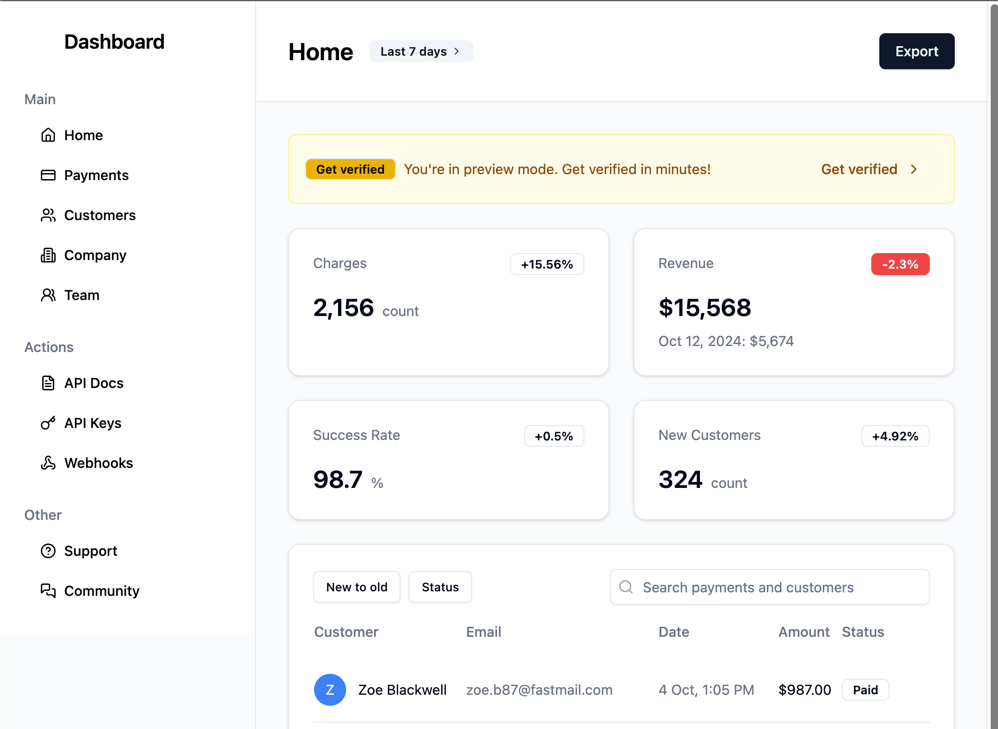 Dashboard
Main
Home
Payments
Customers
Company
Team
Actions
API Docs
API Keys
Webhooks
Other
Support
Community
Home
Last 7 days
Export
Get verified
You're in preview mode. Get verified in minutes!
Get verified
Charges
+15.56%
2,156 count
Revenue
-2.3%
$15,568
Oct 12, 2024: $5,674
Success Rate
+0.5%
98.7 %
New Customers
+4.92%
324 count
New to old
Status
Search payments and customers
Customer Email Date Amount Status
Z Zoe Blackwell zoe.b87@fastmail.com 4 Oct, 1:05 PM $987.00 Paid